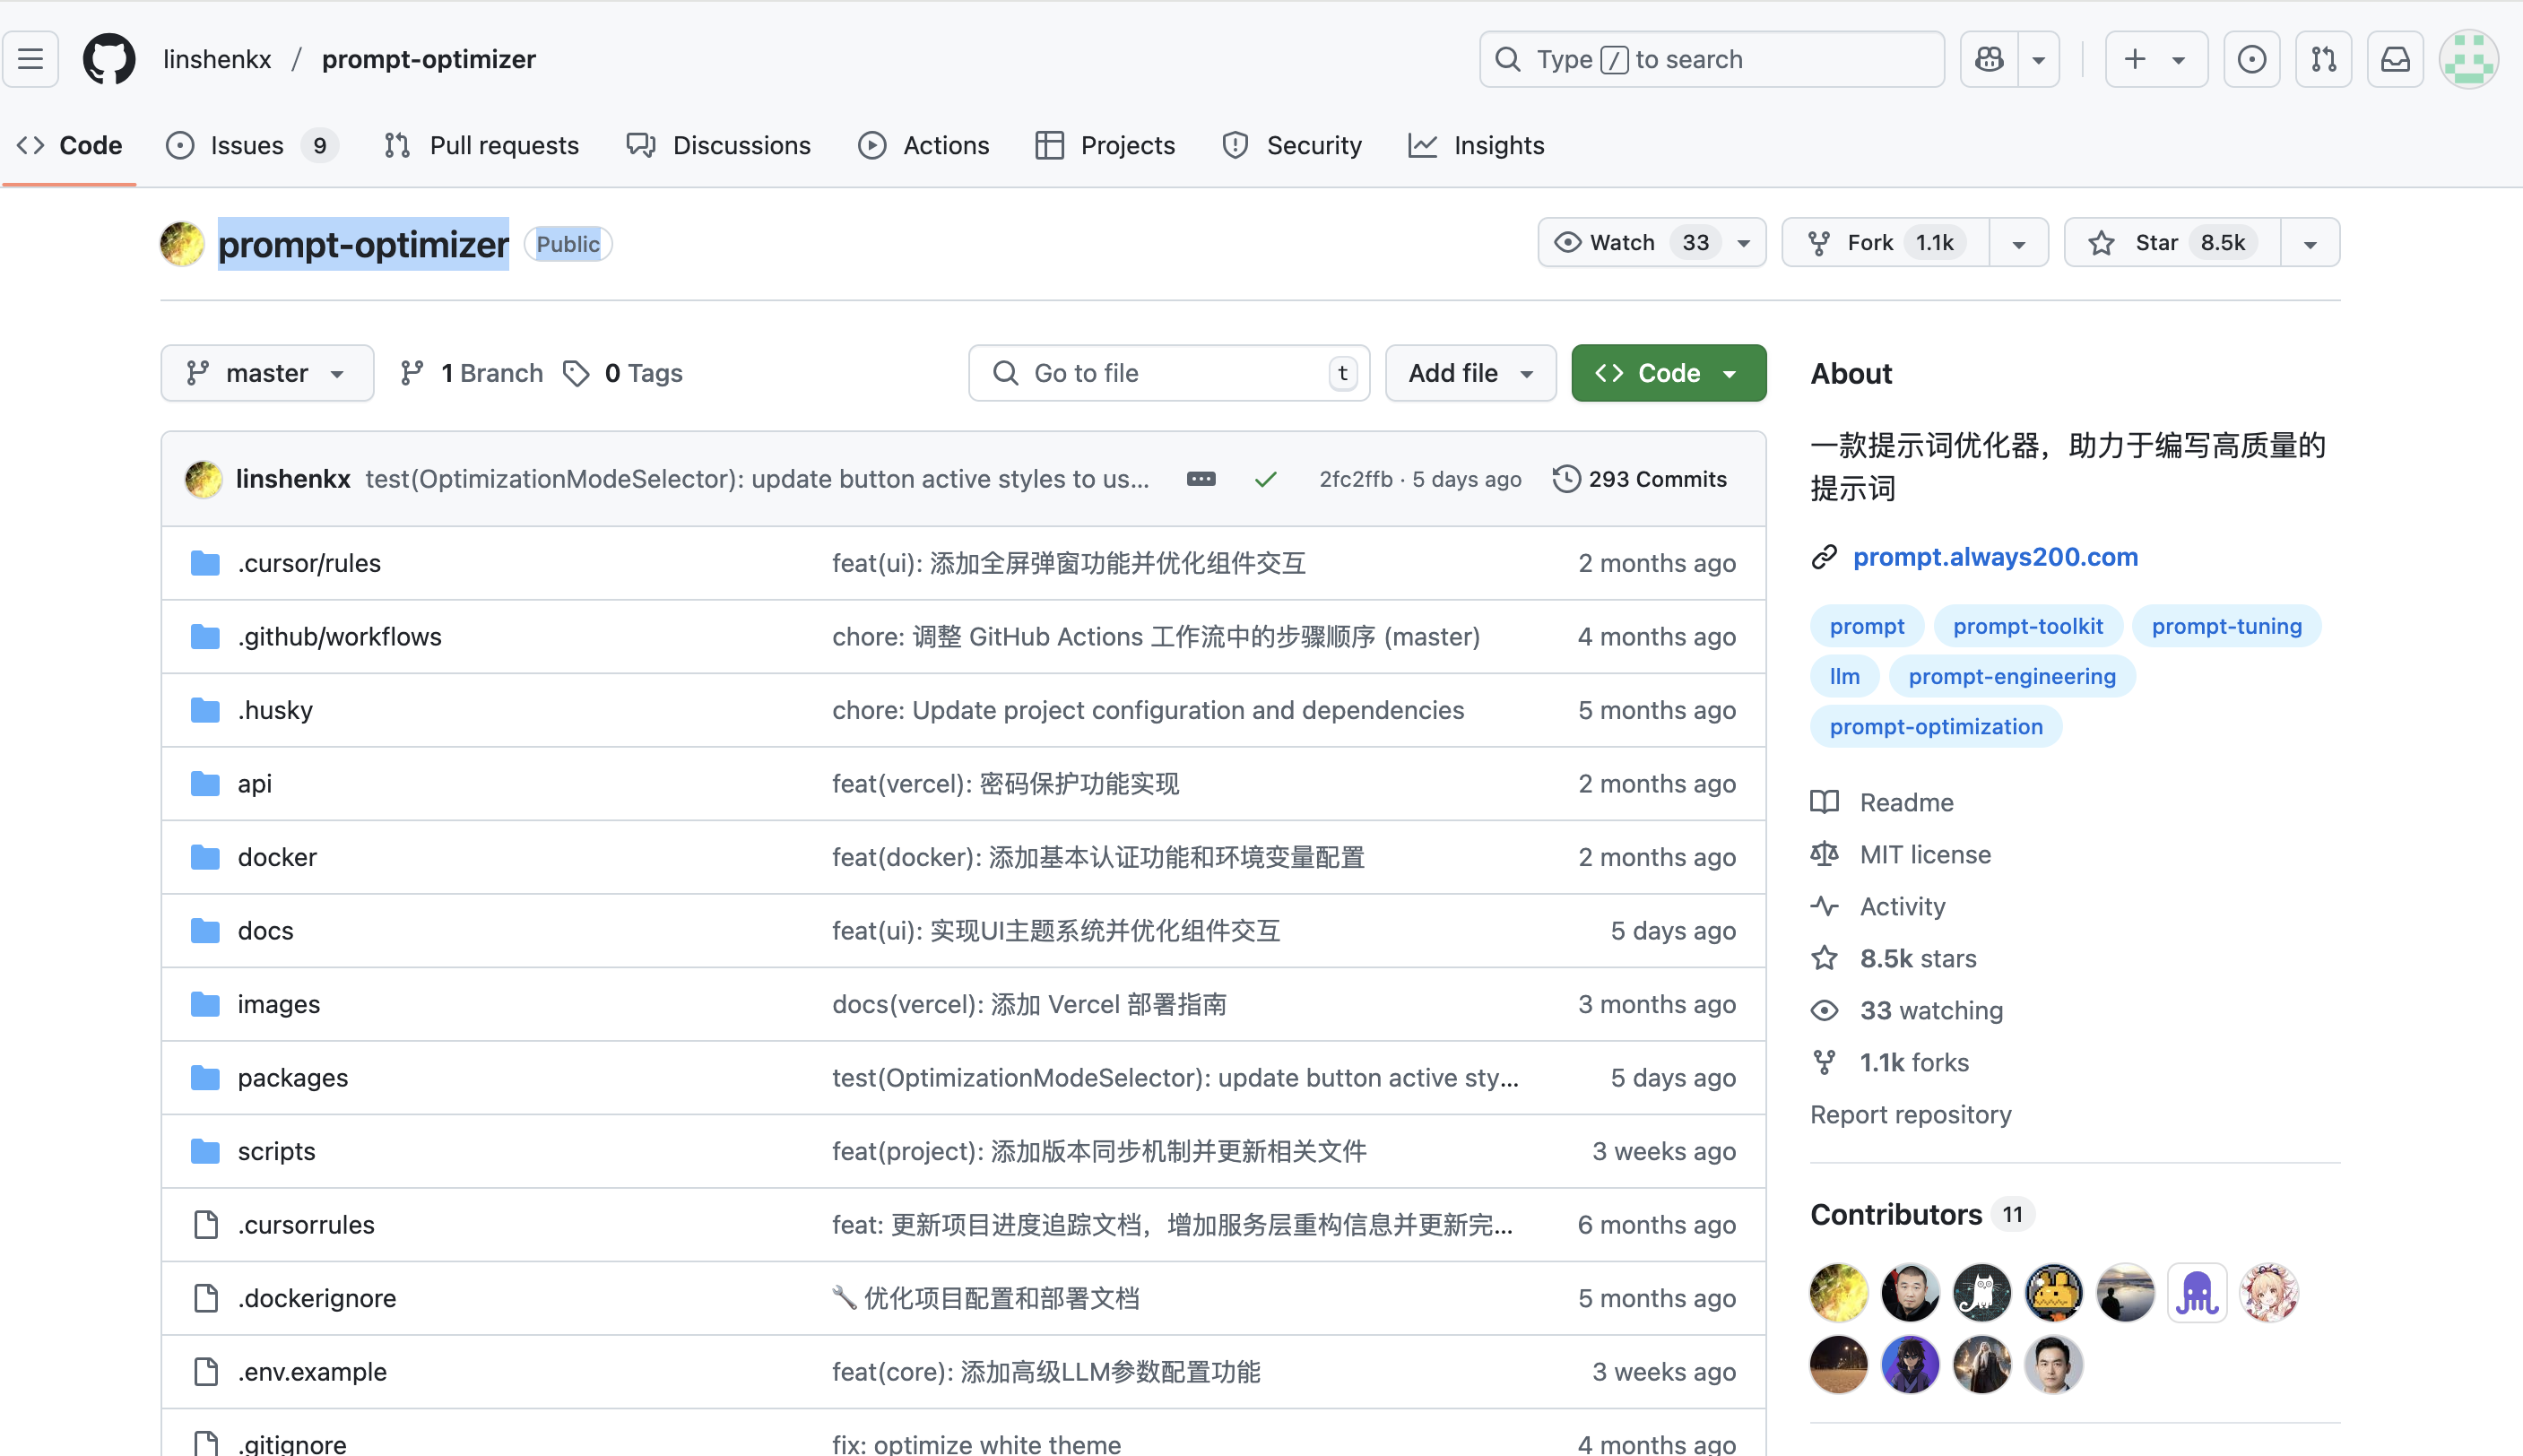 linshenkx / prompt-optimizer
Type / to search
Code
Issues 9
Pull requests
Discussions
Actions
Projects
Security
Insights
prompt-optimizer Public
Watch 33
Fork 1.1k
Star 8.5k
master
1 Branch
0 Tags
Go to file t
Add file
Code
linshenkx test(OptimizationModeSelector): update button active styles to us... 2fc2ffb · 5 days ago 293 Commits
.cursor/rules feat(ui): 添加全屏弹窗功能并优化组件交互 2 months ago
.github/workflows chore: 调整 GitHub Actions 工作流中的步骤顺序 (master) 4 months ago
.husky chore: Update project configuration and dependencies 5 months ago
api feat(vercel): 密码保护功能实现 2 months ago
docker feat(docker): 添加基本认证功能和环境变量配置 2 months ago
docs feat(ui): 实现UI主题系统并优化组件交互 5 days ago
images docs(vercel): 添加 Vercel 部署指南 3 months ago
packages test(OptimizationModeSelector): update button active sty... 5 days ago
scripts feat(project): 添加版本同步机制并更新相关文件 3 weeks ago
.cursorrules feat: 更新项目进度追踪文档，增加服务层重构信息并更新完... 6 months ago
.dockerignore 🔧 优化项目配置和部署文档 5 months ago
.env.example feat(core): 添加高级LLM参数配置功能 3 weeks ago
.gitignore fix: optimize white theme 4 months ago
About
一款提示词优化器，助力于编写高质量的
提示词
prompt.always200.com
prompt prompt-toolkit prompt-tuning
llm prompt-engineering
prompt-optimization
Readme
MIT license
Activity
8.5k stars
33 watching
1.1k forks
Report repository
Contributors 11